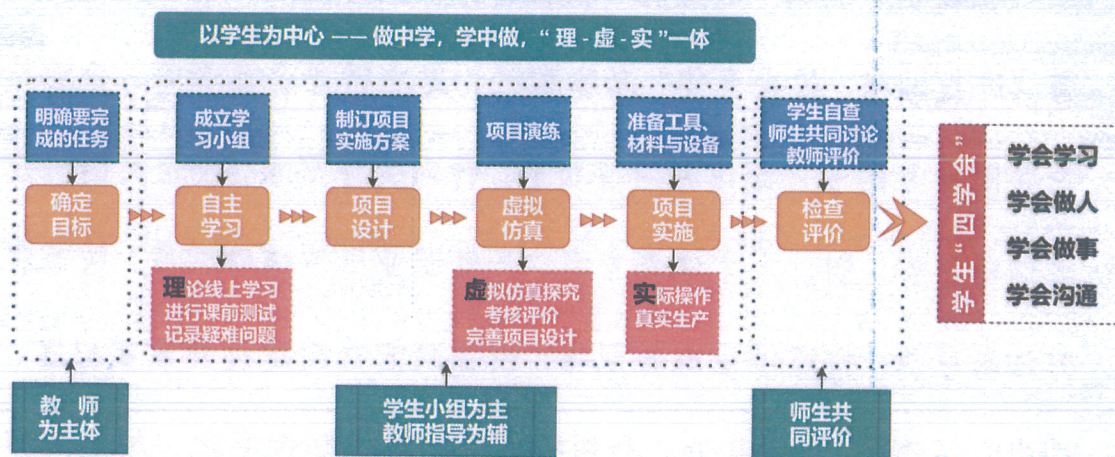 以学生为中心 —— 做中学，学中做，“ 理 - 虚 - 实 ”一体
明确要完
成的任务
成立学
习小组
制订项目
实施方案
项目演练
准备工具、
材料与设备
学生自查
师生共同讨论
教师评价
确定
目标
自主
学习
项目
设计
虚拟
仿真
项目
实施
检查
评价
理论线上学习
进行课前测试
记录疑难问题
虚拟仿真探究
考核评价
完善项目设计
实际操作
真实生产
学生“四学会”
学会学习
学会做人
学会做事
学会沟通
教 师
为主体
学生小组为主
教师指导为辅
师生共
同评价